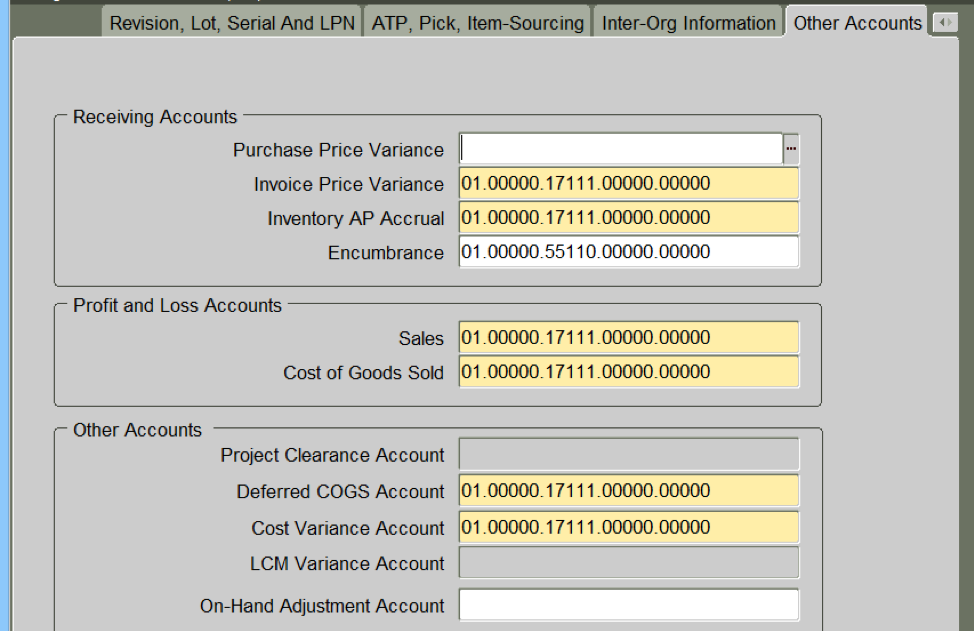 Revision, Lot, Serial And LPN ATP, Pick, Item-Sourcing Inter-Org Information Other Accounts
Receiving Accounts
Purchase Price Variance
Invoice Price Variance 01.00000.17111.00000.00000
Inventory AP Accrual 01.00000.17111.00000.00000
Encumbrance 01.00000.55110.00000.00000
Profit and Loss Accounts
Sales 01.00000.17111.00000.00000
Cost of Goods Sold 01.00000.17111.00000.00000
Other Accounts
Project Clearance Account
Deferred COGS Account 01.00000.17111.00000.00000
Cost Variance Account 01.00000.17111.00000.00000
LCM Variance Account
On-Hand Adjustment Account